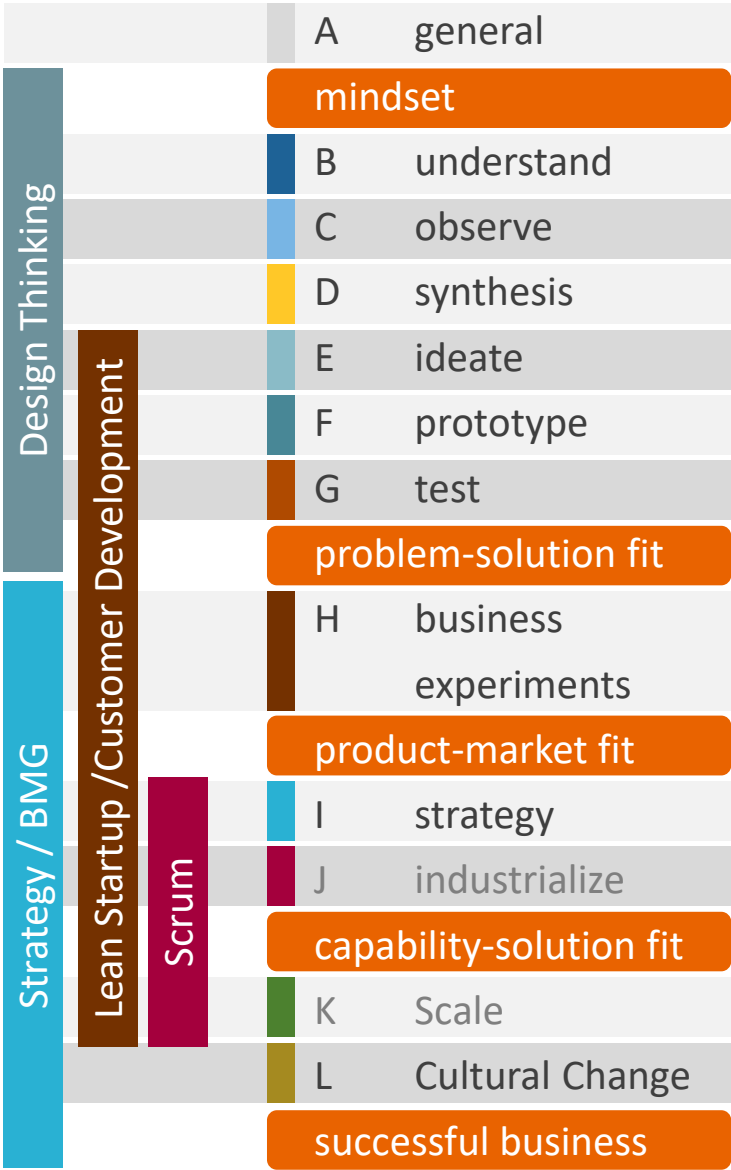 A general
mindset
B understand
C observe
D synthesis
E ideate
F prototype
G test
problem-solution fit
H business
experiments
product-market fit
I strategy
J industrialize
capability-solution fit
K Scale
L Cultural Change
successful business
Design Thinking
Strategy / BMG
Lean Startup /Customer Development
Scrum